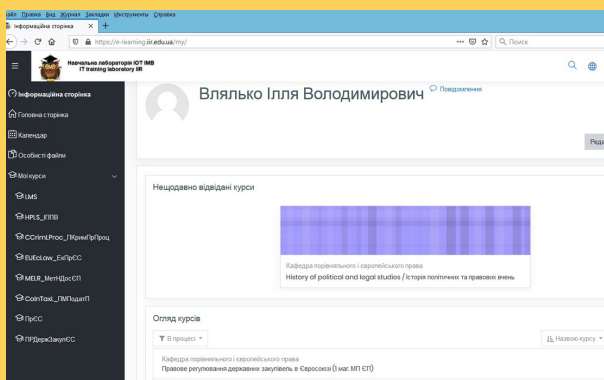 Файл Правка Вид Журнал Закладки Инструменты Справка
Інформаційна сторінка × +
https://e-learning.iir.edu.ua/my/
Поиск
Навчальна лабораторія ІОТ ІМВ
IT training laboratory IIR
Інформаційна сторінка
Головна сторінка
Календар
Особисті файли
Мої курси
LMS
HPLS_ІППВ
CCrimLProc_ПКримПрПроц
EUEcLaw_ЕкПрЄС
MELR_МетНДосЄП
CoInTaxL_ПМПодатП
ПрЄС
ПРДержЗакупЄС
Влялько Ілля Володимирович
Повідомлення
Реда
Нещодавно відвідані курси
Кафедра порівняльного і європейського права
History of political and legal studies / Історія політичних та правових вчень
Огляд курсів
В процесі
Назвою курсу
Кафедра порівняльного і європейського права
Правове регулювання державних закупівель в Євросоюзі (1 маг. МП ЄП)